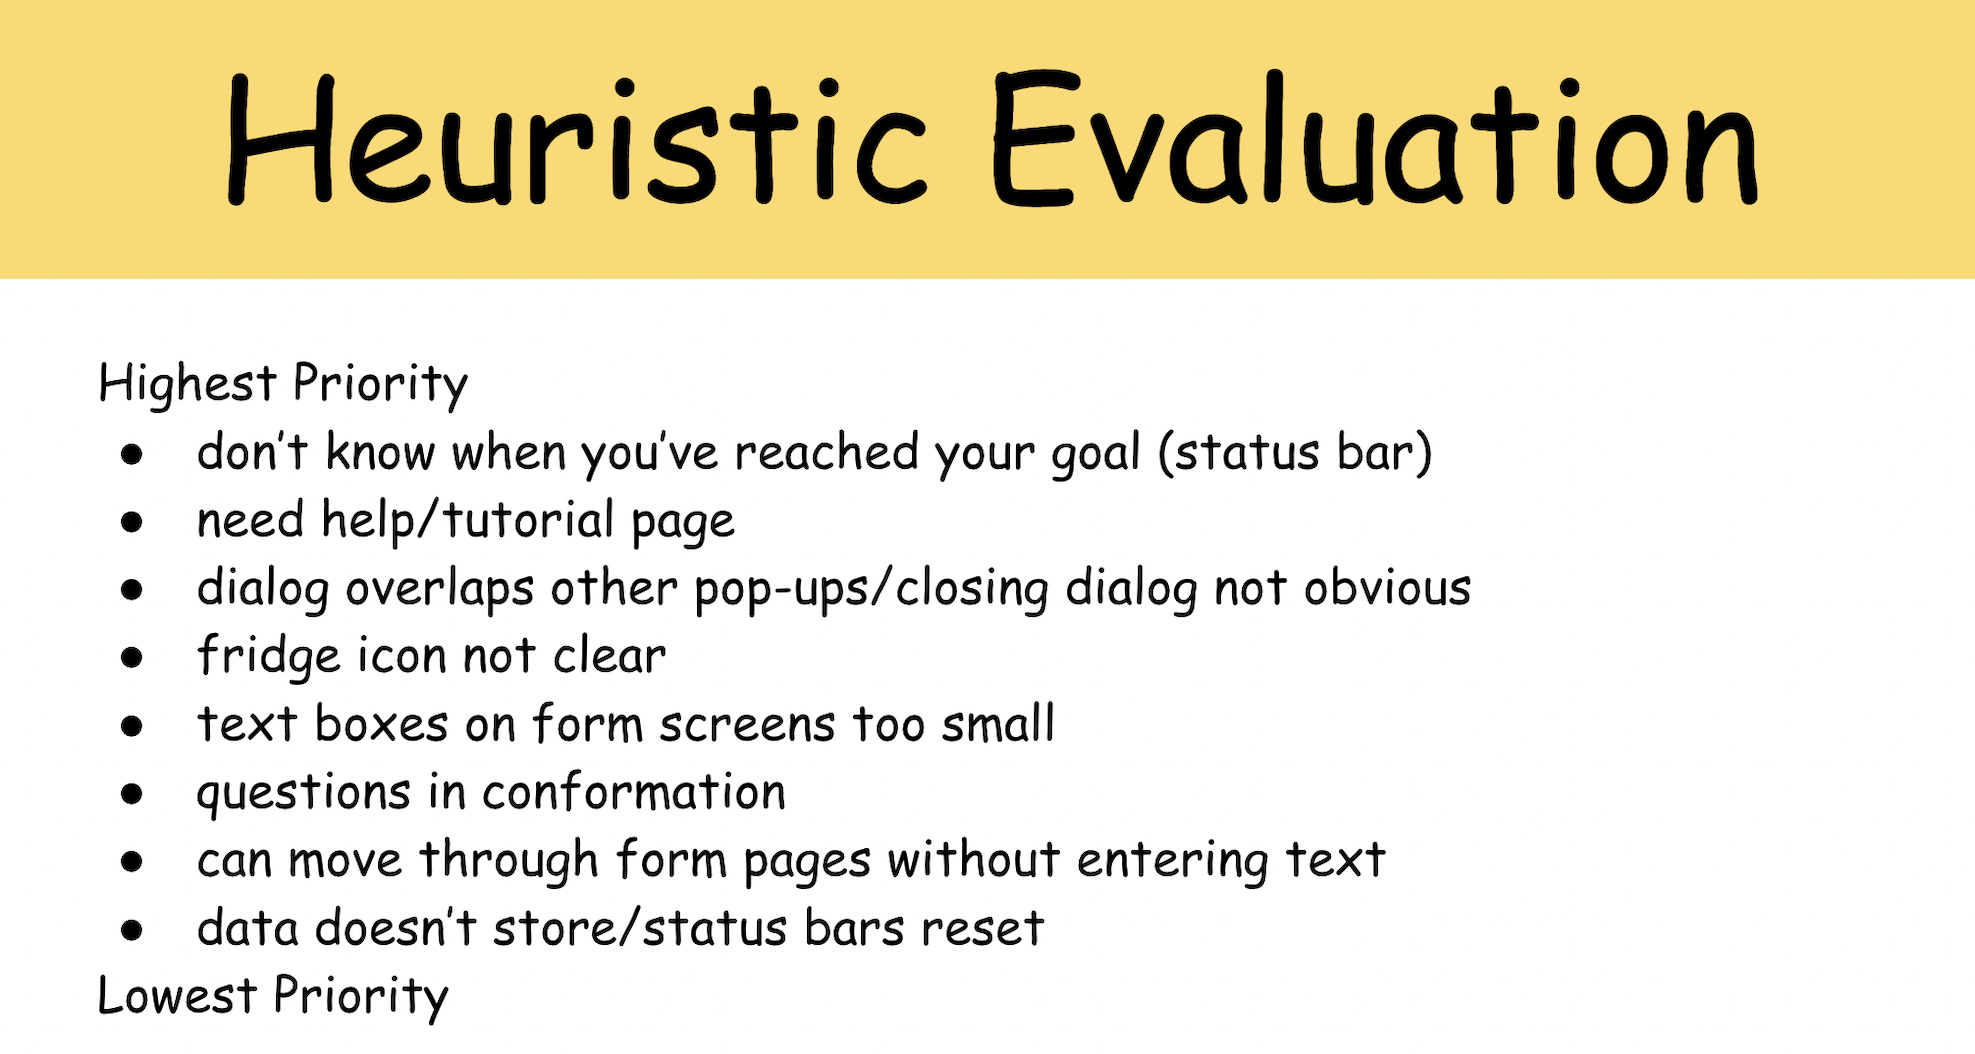 Heuristic Evaluation
Highest Priority
● don't know when you've reached your goal (status bar)
● need help/tutorial page
● dialog overlaps other pop-ups/closing dialog not obvious
● fridge icon not clear
● text boxes on form screens too small
● questions in conformation
● can move through form pages without entering text
● data doesn't store/status bars reset
Lowest Priority